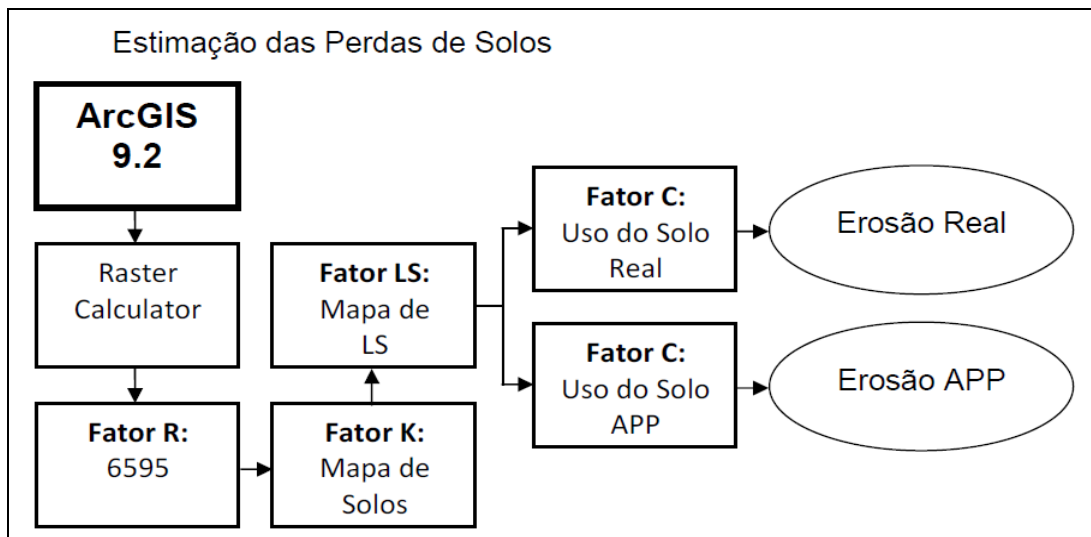 Estimação das Perdas de Solos
ArcGIS
9.2
Raster
Calculator
Fator R:
6595
Fator K:
Mapa de
Solos
Fator LS:
Mapa de
LS
Fator C:
Uso do Solo
Real
Erosão Real
Fator C:
Uso do Solo
APP
Erosão APP